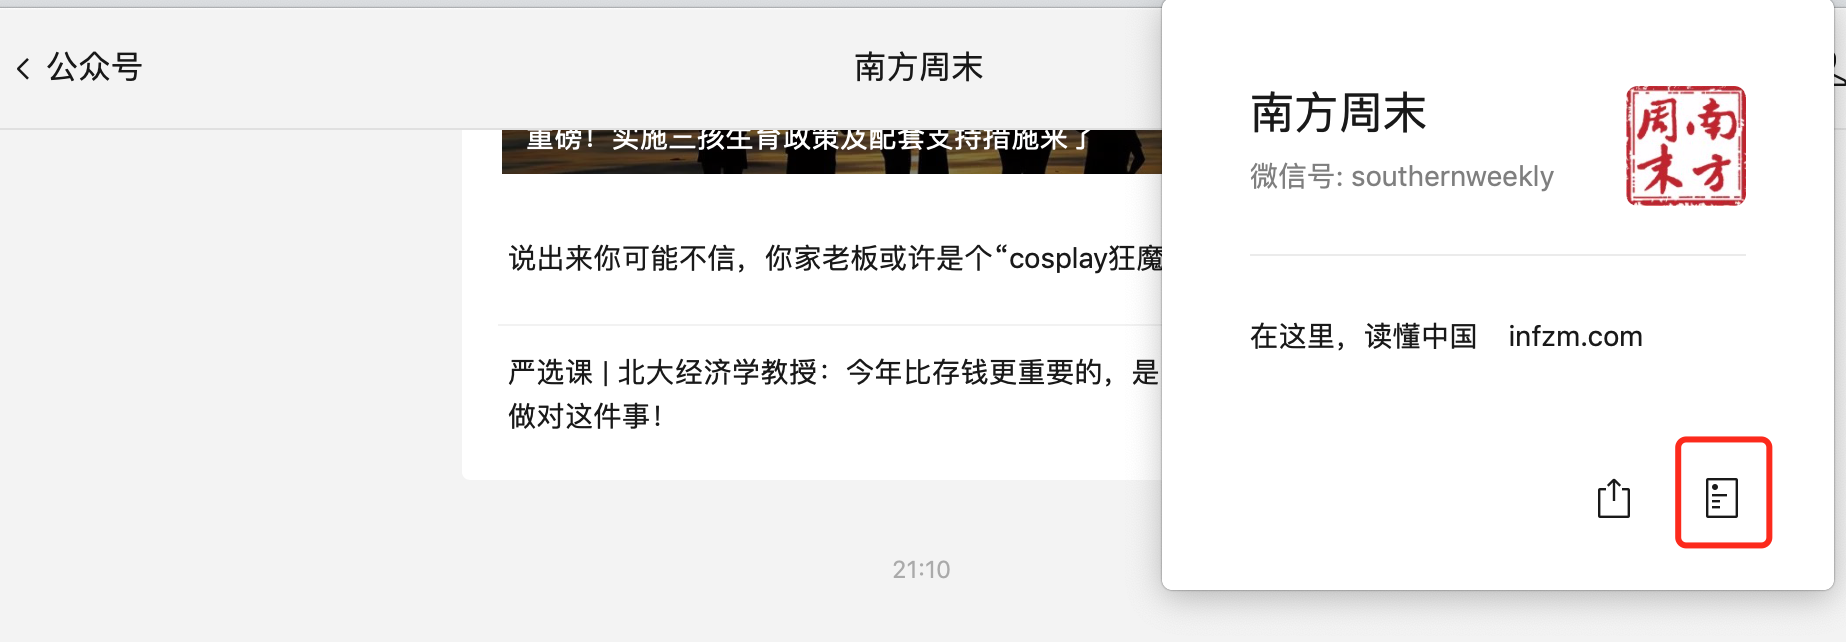 公众号
南方周末
重磅！实施三孩生育政策及配套支持措施来了
说出来你可能不信，你家老板或许是个“cosplay狂魔
严选课 | 北大经济学教授：今年比存钱更重要的，是
做对这件事！
21:10
南方周末
微信号: southernweekly
南方周末
在这里，读懂中国 infzm.com